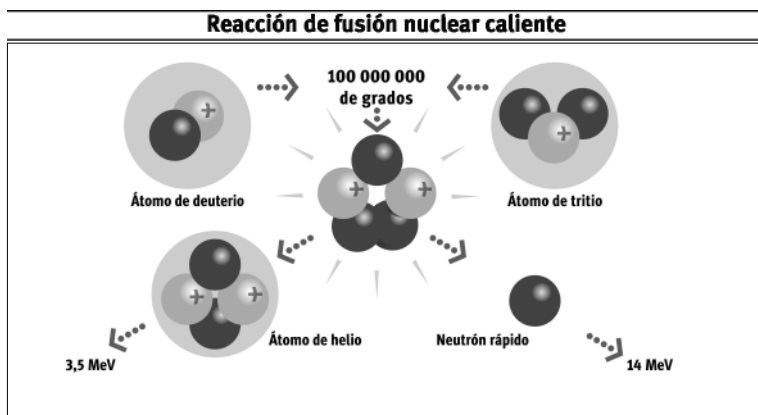 Reacción de fusión nuclear caliente
100 000 000
de grados
+
+
+
+
Átomo de deuterio
Átomo de tritio
+
+
Átomo de helio
Neutrón rápido
3,5 MeV
14 MeV